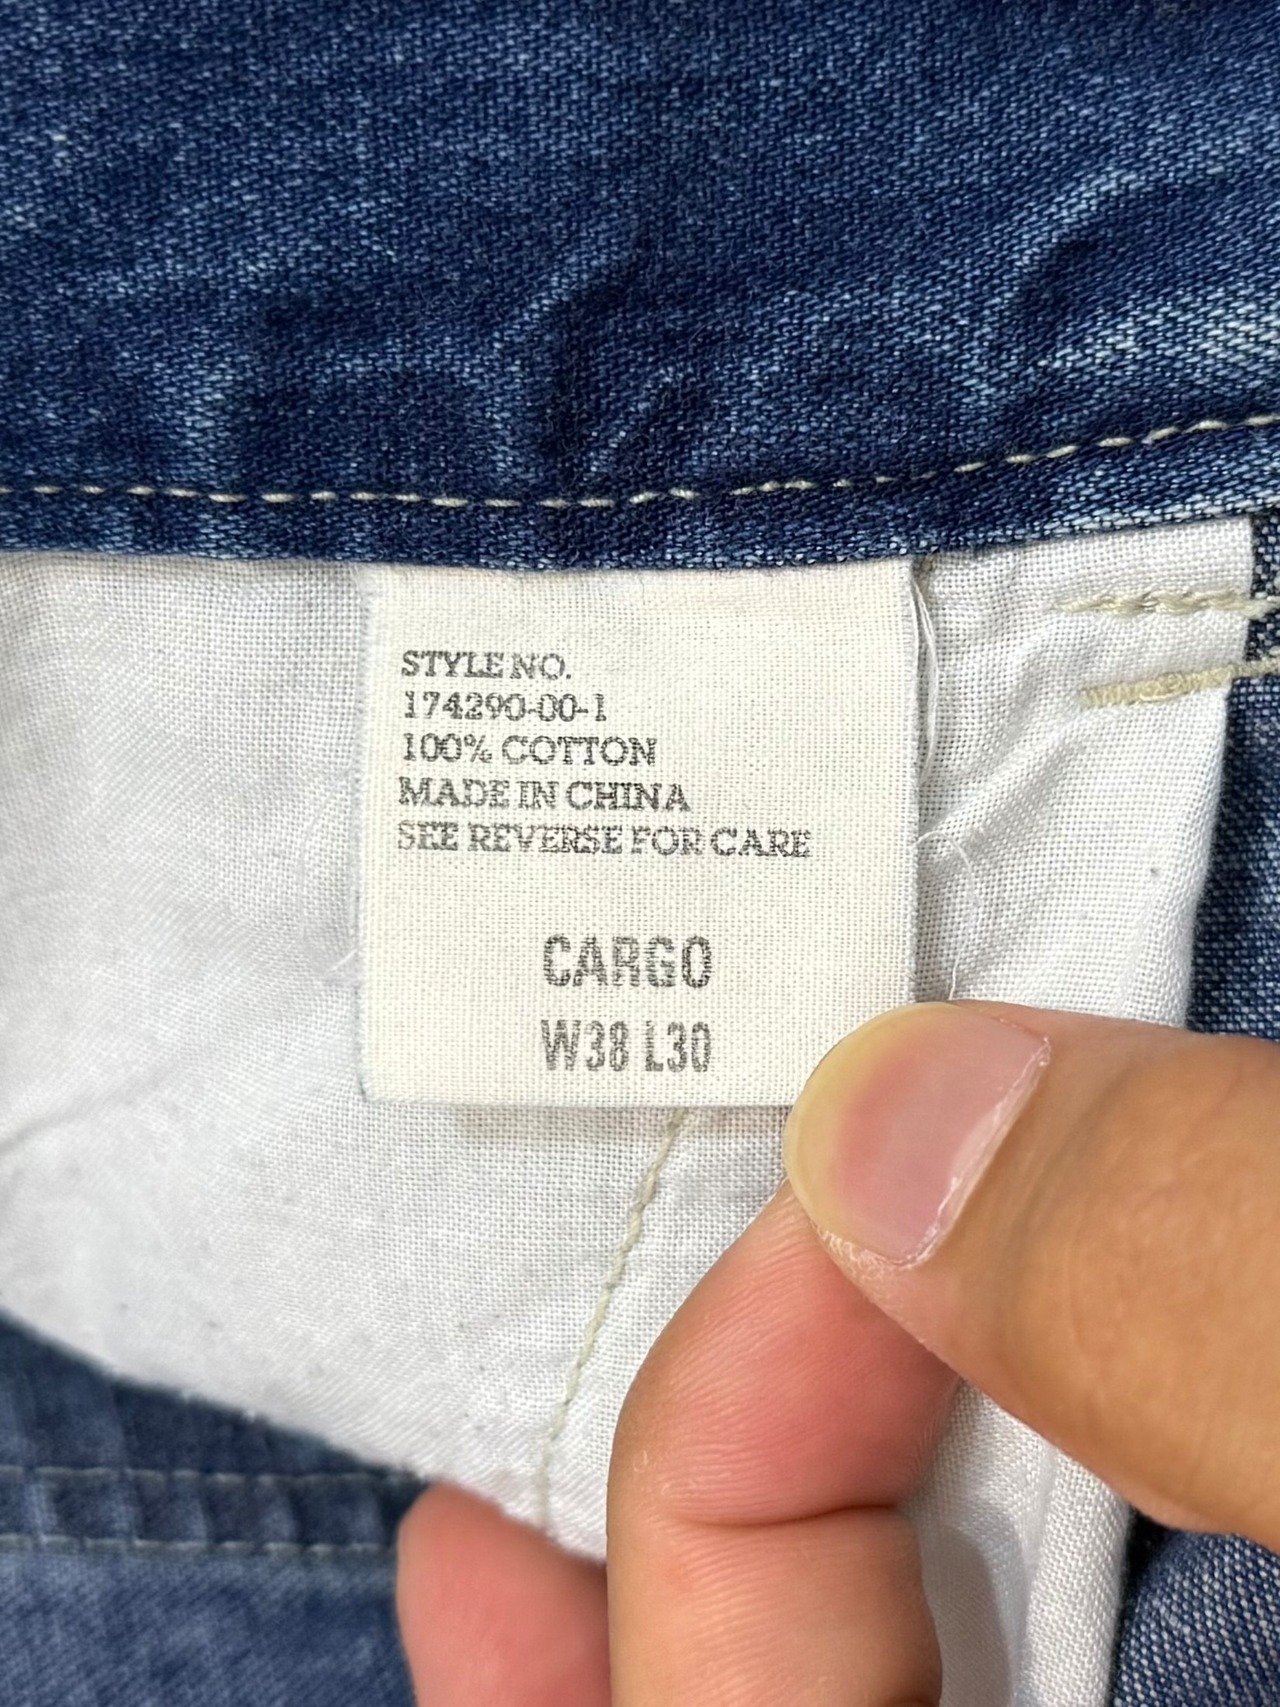 STYLE NO.
174290-00-1
100% COTTON
MADE IN CHINA
SEE REVERSE FOR CARE
CARGO
W38 L30